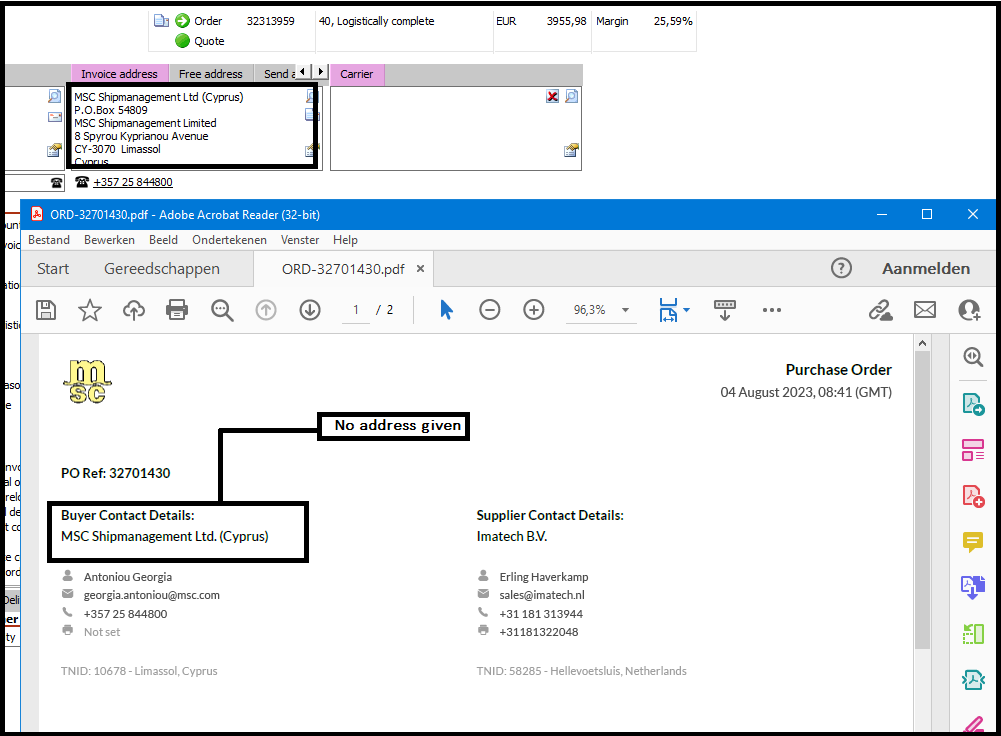 Order 32313959 40, Logistically complete EUR 3955,98 Margin 25,59%
Quote
Invoice address Free address Send a Carrier
MSC Shipmanagement Ltd (Cyprus)
P.O.Box 54809
MSC Shipmanagement Limited
8 Spyrou Kyprianou Avenue
CY-3070 Limassol
Cyprus
+357 25 844800
ORD-32701430.pdf - Adobe Acrobat Reader (32-bit)
Bestand Bewerken Beeld Ondertekenen Venster Help
Start Gereedschappen ORD-32701430.pdf × ? Aanmelden
1 / 2 96,3%
msc
Purchase Order
04 August 2023, 08:41 (GMT)
No address given
PO Ref: 32701430
Buyer Contact Details: Supplier Contact Details:
MSC Shipmanagement Ltd. (Cyprus) Imatech B.V.
Antoniou Georgia Erling Haverkamp
georgia.antoniou@msc.com sales@imatech.nl
+357 25 844800 +31 181 313944
Not set +31181322048
TNID: 10678 - Limassol, Cyprus TNID: 58285 - Hellevoetsluis, Netherlands